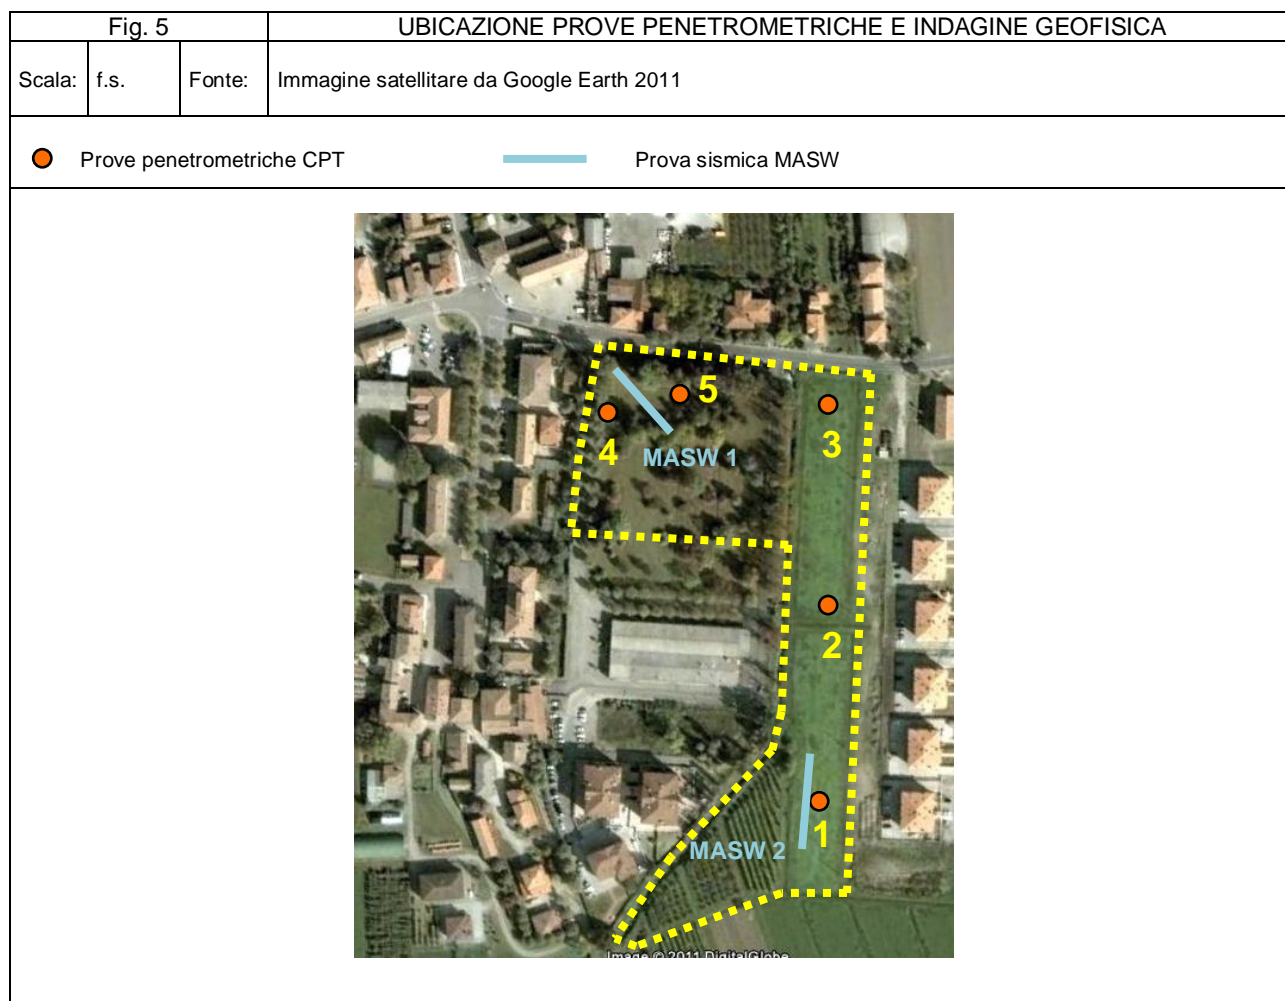 Fig. 5 UBICAZIONE PROVE PENETROMETRICHE E INDAGINE GEOFISICA
Scala: f.s. Fonte: Immagine satellitare da Google Earth 2011
Prove penetrometriche CPT Prova sismica MASW
5
3
4
MASW 1
2
1
MASW 2
Image © 2011 DigitalGlobe